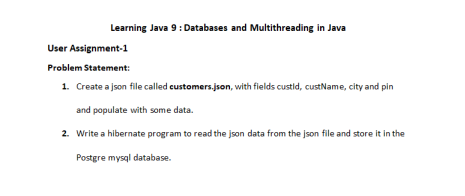 Learning Java 9 : Databases and Multithreading in Java
User Assignment-1
Problem Statement:
1. Create a json file called customers.json, with fields custId, custName, city and pin
and populate with some data.
2. Write a hibernate program to read the json data from the json file and store it in the
Postgre mysql database.